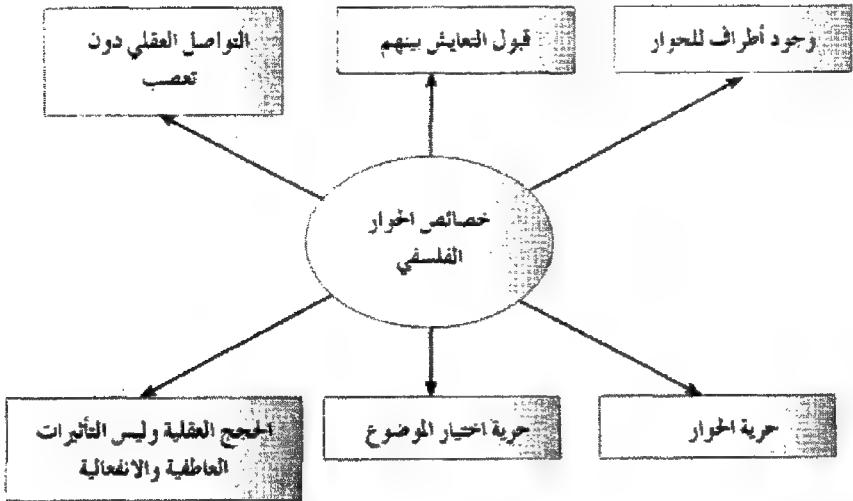 وجود أطراف للحوار
قبول التعايش بينهم
التواصل العقلي دون
تعصب
خصائص الحوار
الفلسفي
حرية الحوار
حرية اختيار الموضوع
الحجج العقلية وليس التأثيرات
العاطفية والانفعالية